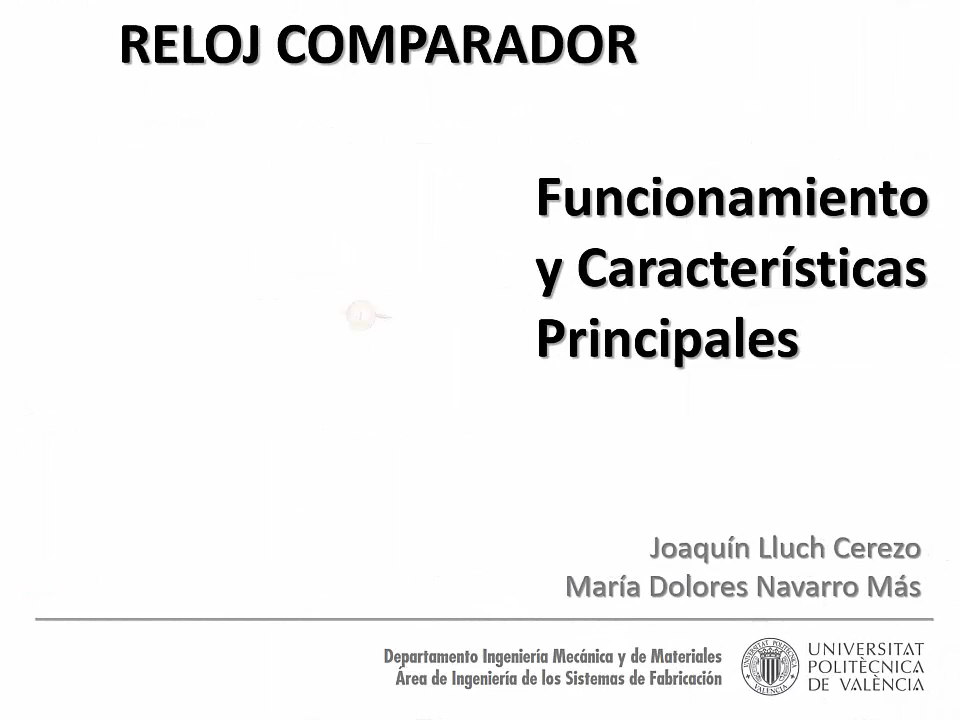 RELOJ COMPARADOR
Funcionamiento
y Características
Principales
Joaquín Lluch Cerezo
María Dolores Navarro Más
Departamento Ingeniería Mecánica y de Materiales
Área de Ingeniería de los Sistemas de Fabricación
UNIVERSITAT
POLITÈCNICA
DE VALÈNCIA